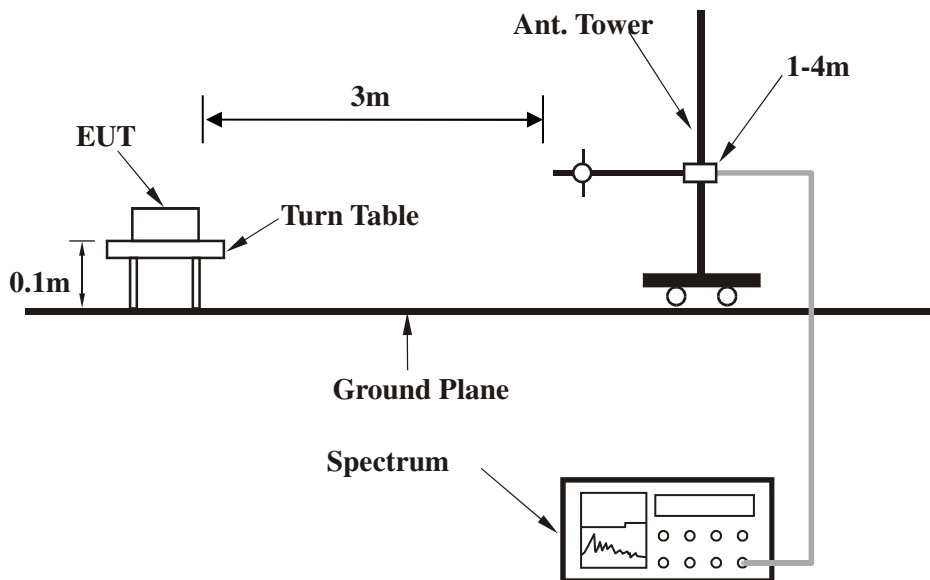 Ant. Tower
1-4m
3m
EUT
Turn Table
0.1m
Ground Plane
Spectrum